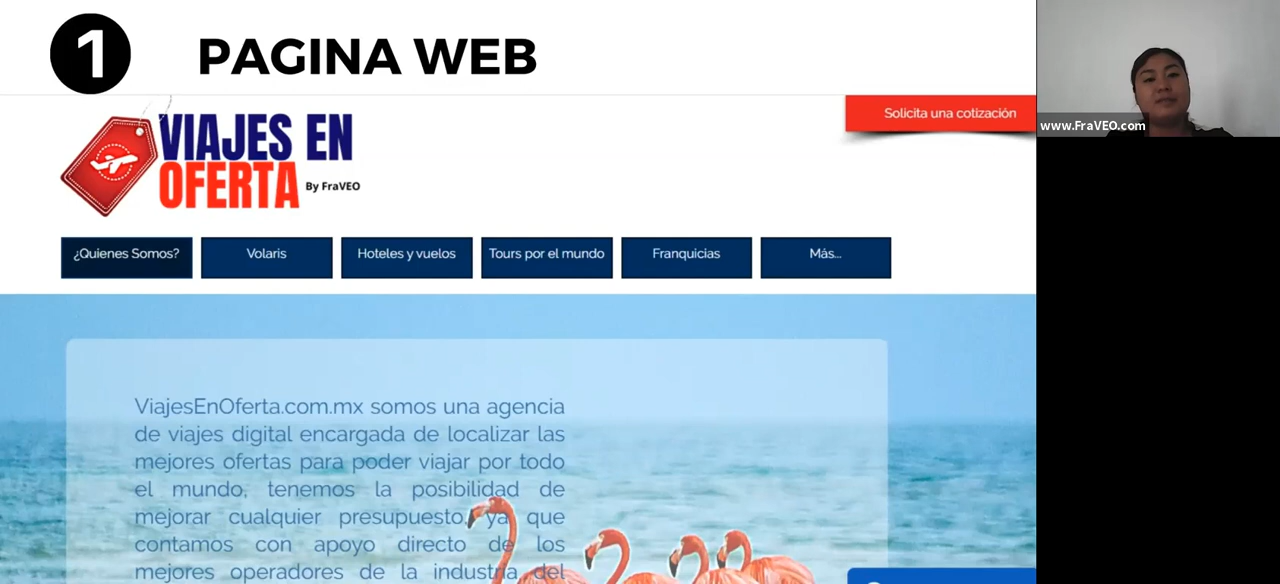 1 PAGINA WEB
VIAJES EN
OFERTA By FraVEO
Solicita una cotización
www.FraVEO.com
¿Quienes Somos? Volaris Hoteles y vuelos Tours por el mundo Franquicias Más...
ViajesEnOferta.com.mx somos una agencia
de viajes digital encargada de localizar las
mejores ofertas para poder viajar por todo
el mundo, tenemos la posibilidad de
mejorar cualquier presupuesto, ya que
contamos con apoyo directo de los
mejores operadores de la industria del